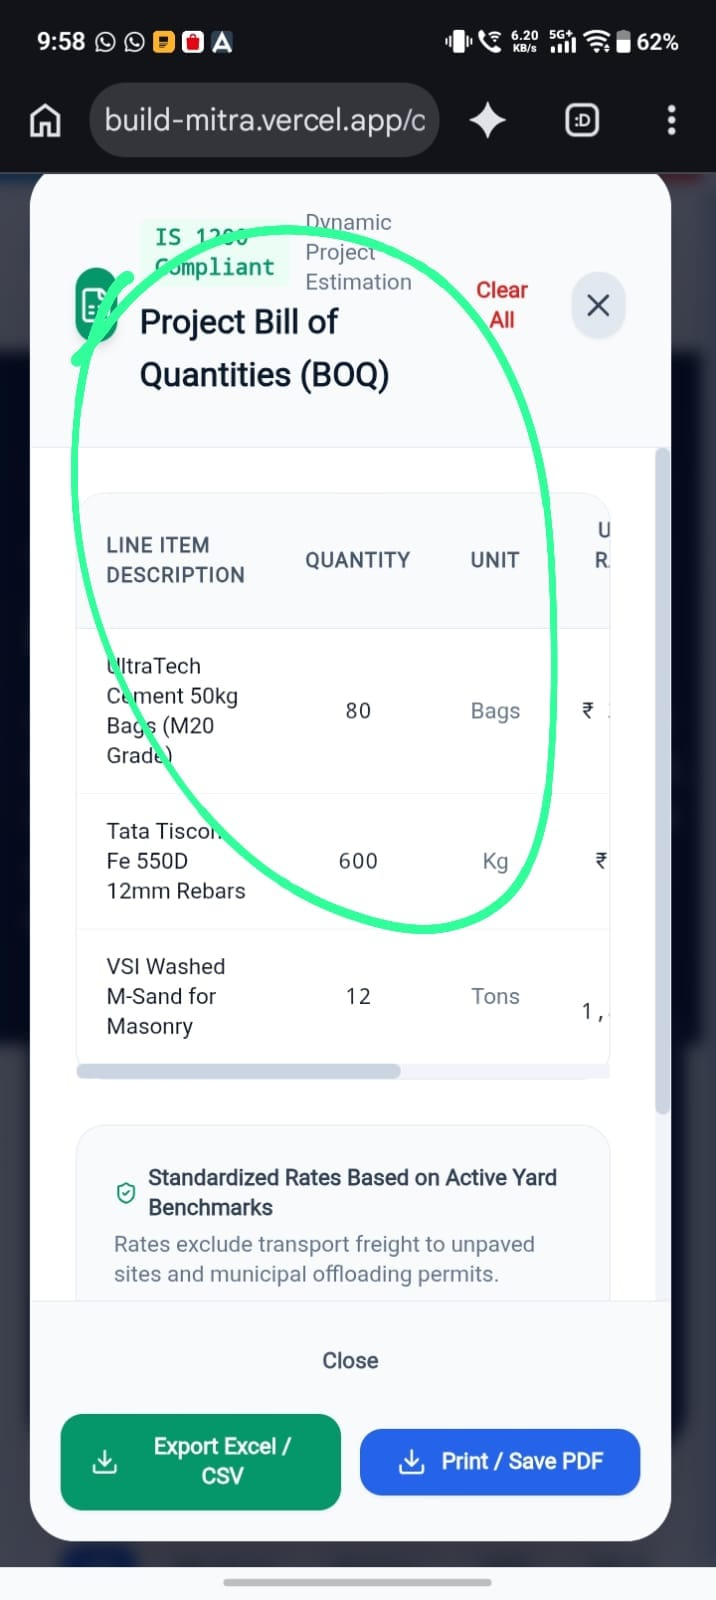 9:58
6.20 KB/s 5G+ 62%
build-mitra.vercel.app/c
IS 1200
Compliant
Dynamic
Project
Estimation
Project Bill of
Quantities (BOQ)
Clear
All
LINE ITEM
DESCRIPTION
QUANTITY
UNIT
U
R
UltraTech
Cement 50kg
Bags (M20
Grade)
80
Bags
₹
Tata Tiscon
Fe 550D
12mm Rebars
600
Kg
₹
VSI Washed
M-Sand for
Masonry
12
Tons
1,
Standardized Rates Based on Active Yard
Benchmarks
Rates exclude transport freight to unpaved
sites and municipal offloading permits.
Close
Export Excel /
CSV
Print / Save PDF